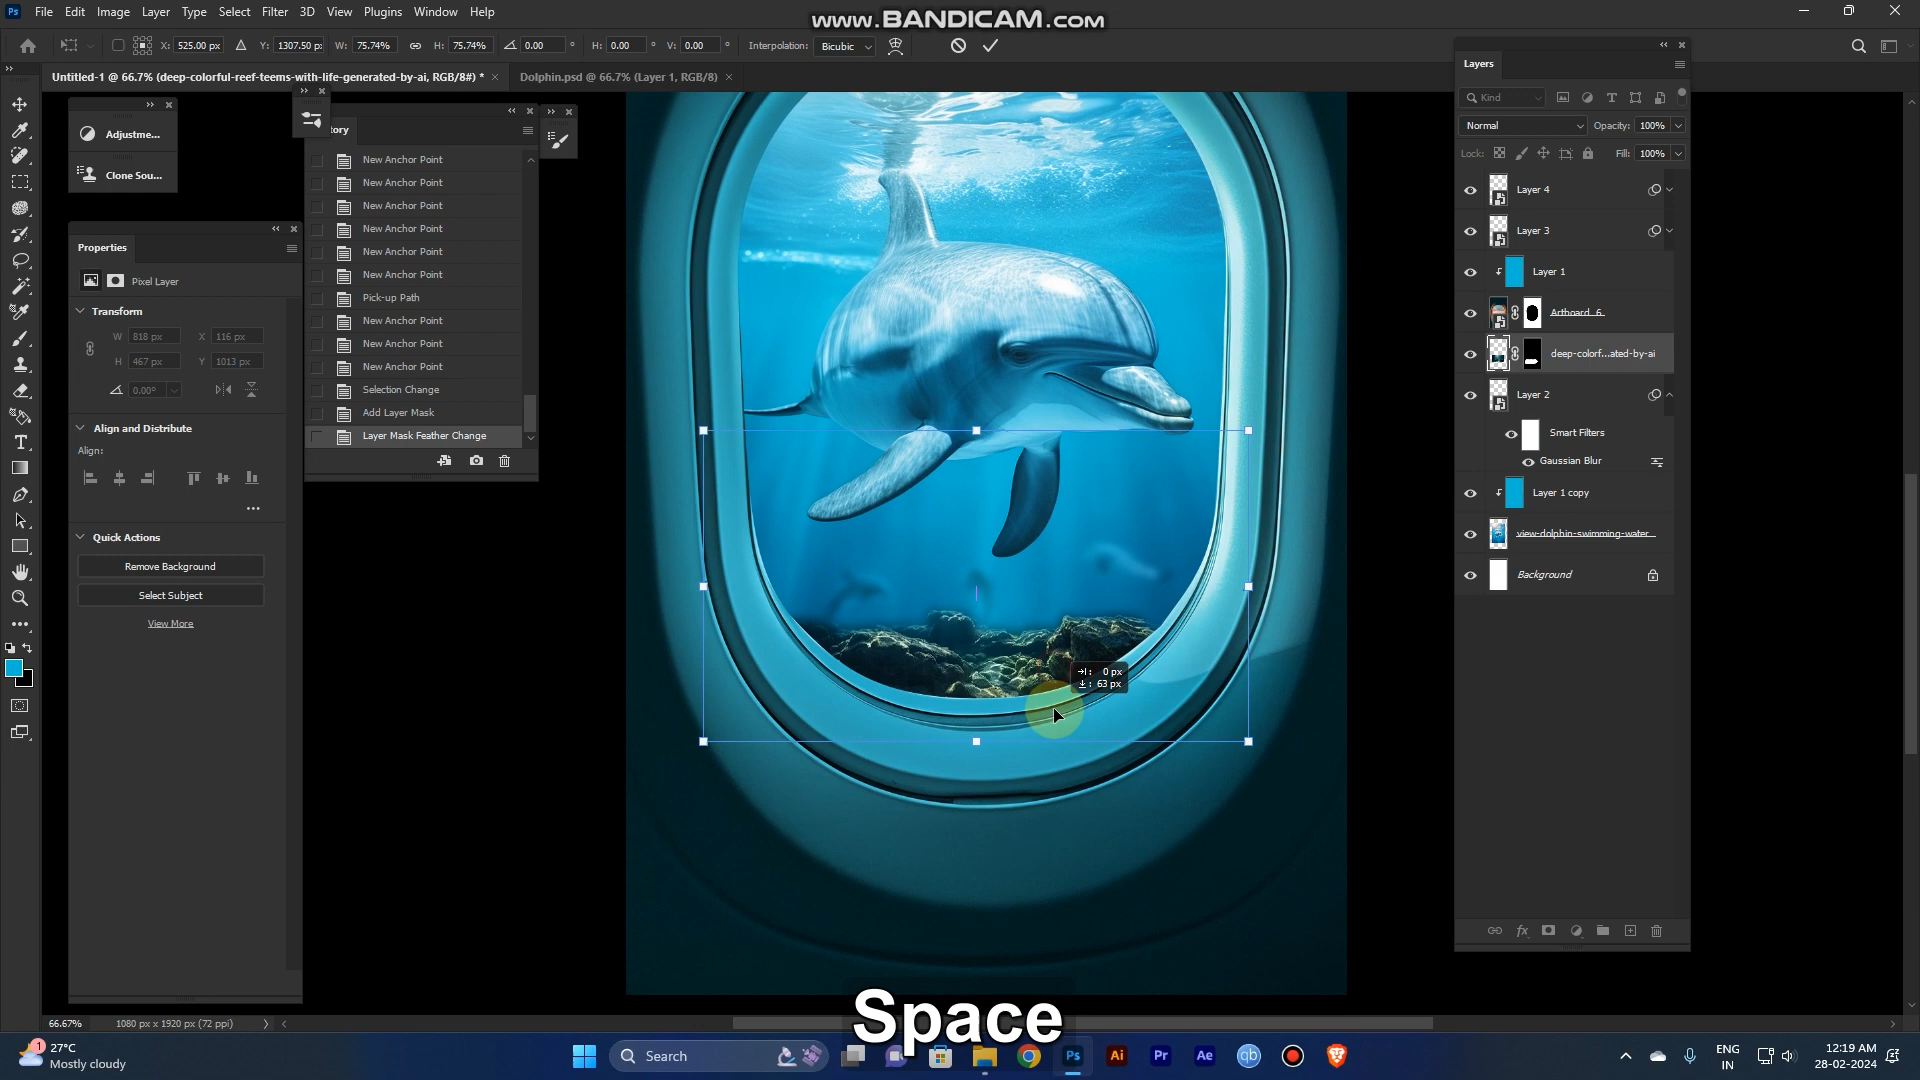 WWW.BANDICAM.COM
Ps File Edit Image Layer Type Select Filter 3D View Plugins Window Help
X: 525.00 px Y: 1307.50 px W: 75.74% H: 75.74% 0.00 ° H: 0.00 ° V: 0.00 ° Interpolation: Bicubic
Untitled-1 @ 66.7% (deep-colorful-reef-teems-with-life-generated-by-ai, RGB/8#) * × Dolphin.psd @ 66.7% (Layer 1, RGB/8) ×
Adjustme...
Clone Sou...
Properties
Pixel Layer
Transform
W 818 px X 116 px
H 467 px Y 1013 px
0.00°
Align and Distribute
Align:
Quick Actions
Remove Background
Select Subject
View More
tory
New Anchor Point
New Anchor Point
New Anchor Point
New Anchor Point
New Anchor Point
New Anchor Point
Pick-up Path
New Anchor Point
New Anchor Point
New Anchor Point
Selection Change
Add Layer Mask
Layer Mask Feather Change
0 px
63 px
Layers
Kind
Normal Opacity: 100%
Lock: Fill: 100%
Layer 4
Layer 3
Layer 1
Artboard_6
deep-colorf...ated-by-ai
Layer 2
Smart Filters
Gaussian Blur
Layer 1 copy
view-dolphin-swimming-water
Background
66.67% 1080 px x 1920 px (72 ppi)
Space
1
27°C
Mostly cloudy
Search
Ps Ai Pr Ae qb
ENG
IN
12:19 AM
28-02-2024